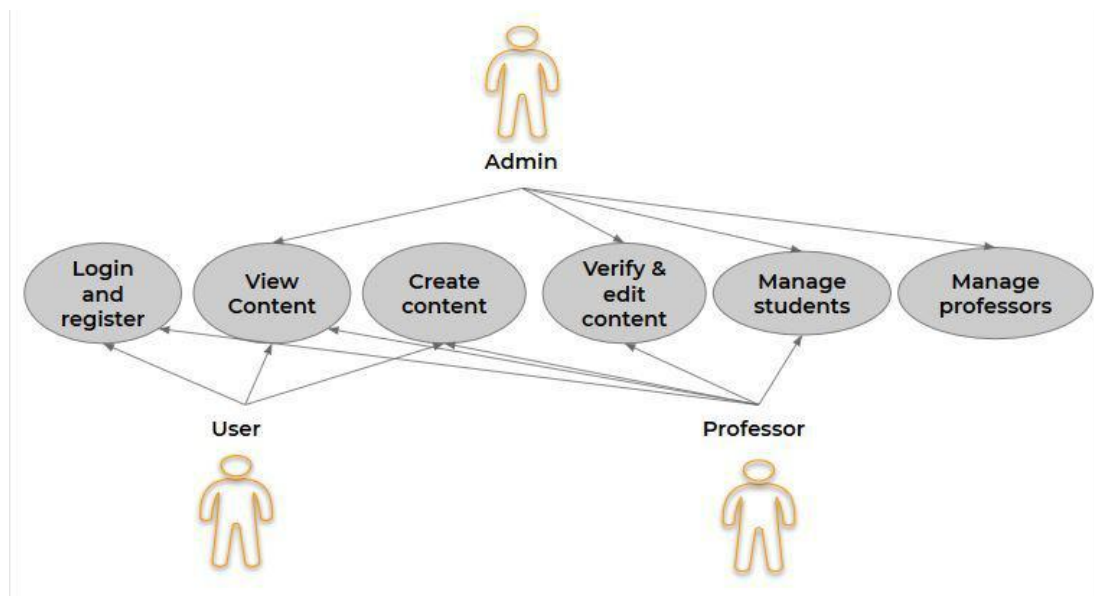 Admin
Login
and
register
View
Content
Create
content
Verify &
edit
content
Manage
students
Manage
professors
User
Professor